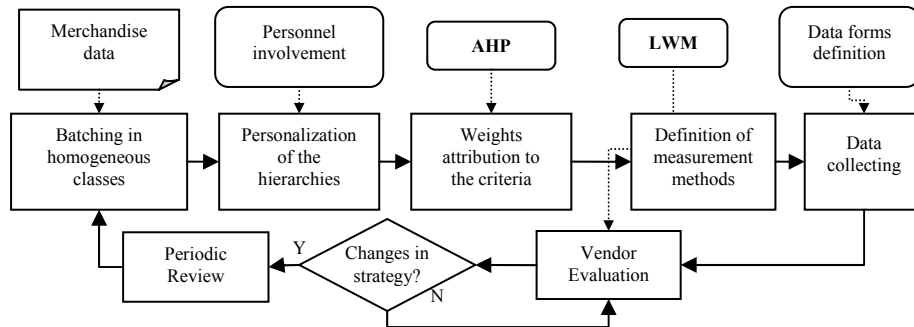 Merchandise
data
Personnel
involvement
AHP
LWM
Data forms
definition
Batching in
homogeneous
classes
Personalization
of the
hierarchies
Weights
attribution to
the criteria
Definition of
measurement
methods
Data
collecting
Periodic
Review
Y
Changes in
strategy?
N
Vendor
Evaluation